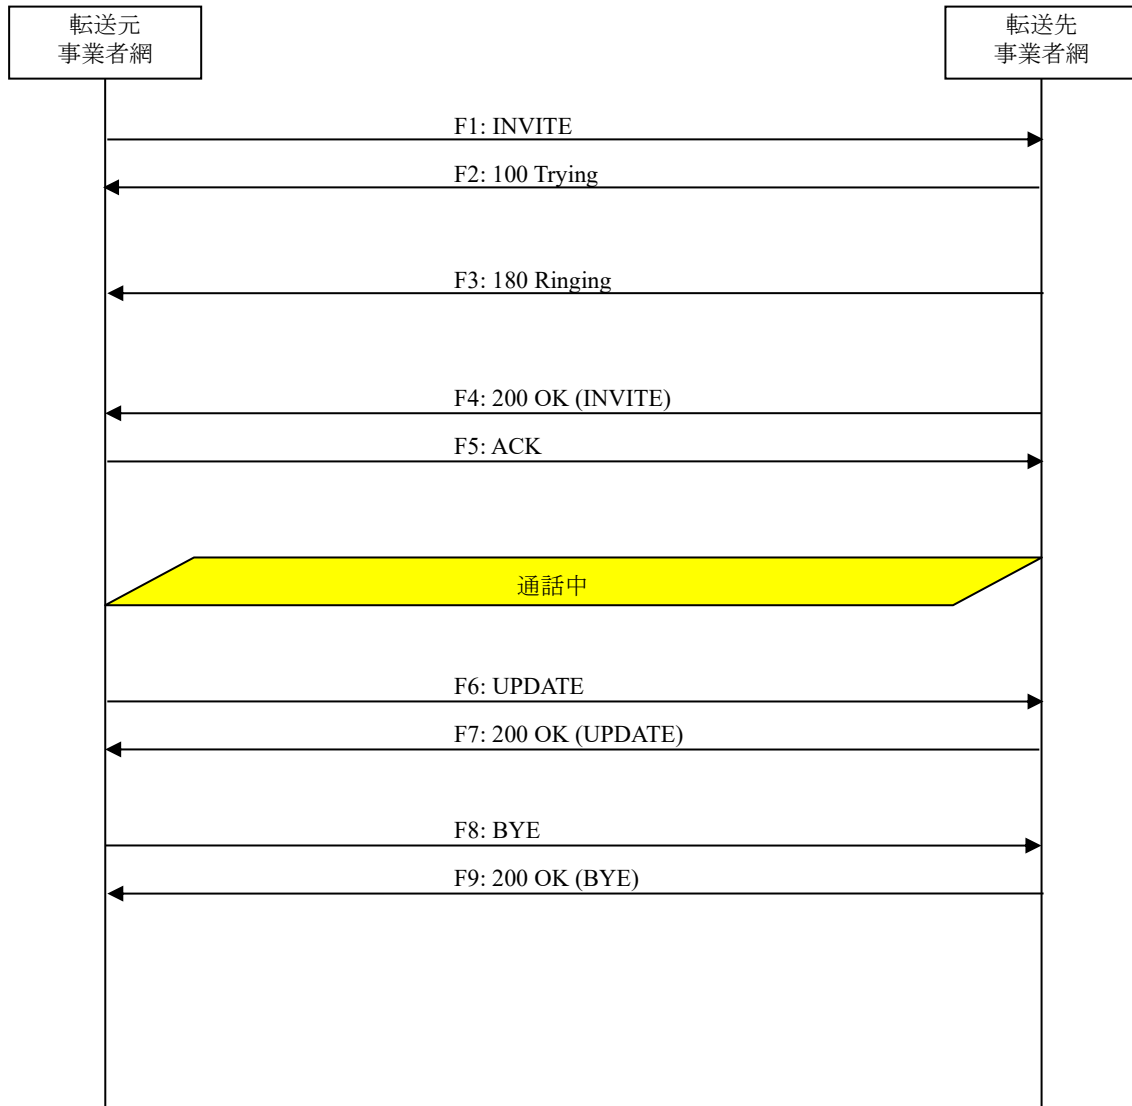 転送元
事業者網
転送先
事業者網
F1: INVITE
F2: 100 Trying
F3: 180 Ringing
F4: 200 OK (INVITE)
F5: ACK
通話中
F6: UPDATE
F7: 200 OK (UPDATE)
F8: BYE
F9: 200 OK (BYE)